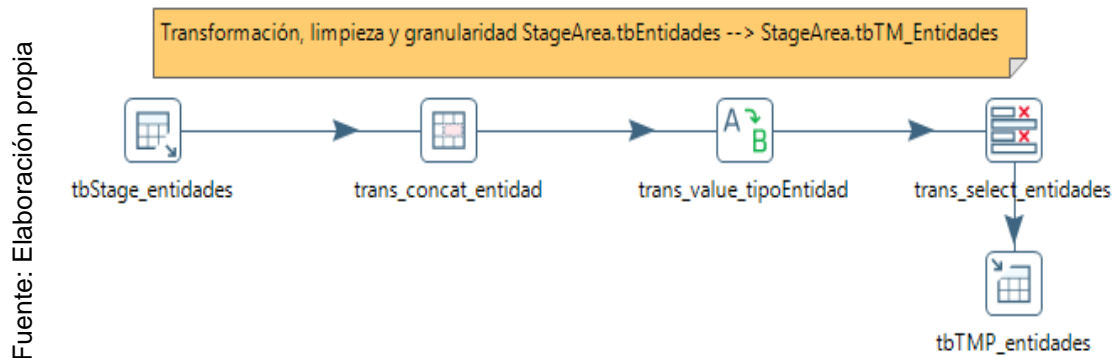 Transformación, limpieza y granularidad StageArea.tbEntidades --> StageArea.tbTM_Entidades
Fuente: Elaboración propia
A
B
tbStage_entidades
trans_concat_entidad
trans_value_tipoEntidad
trans_select_entidades
tbTMP_entidades